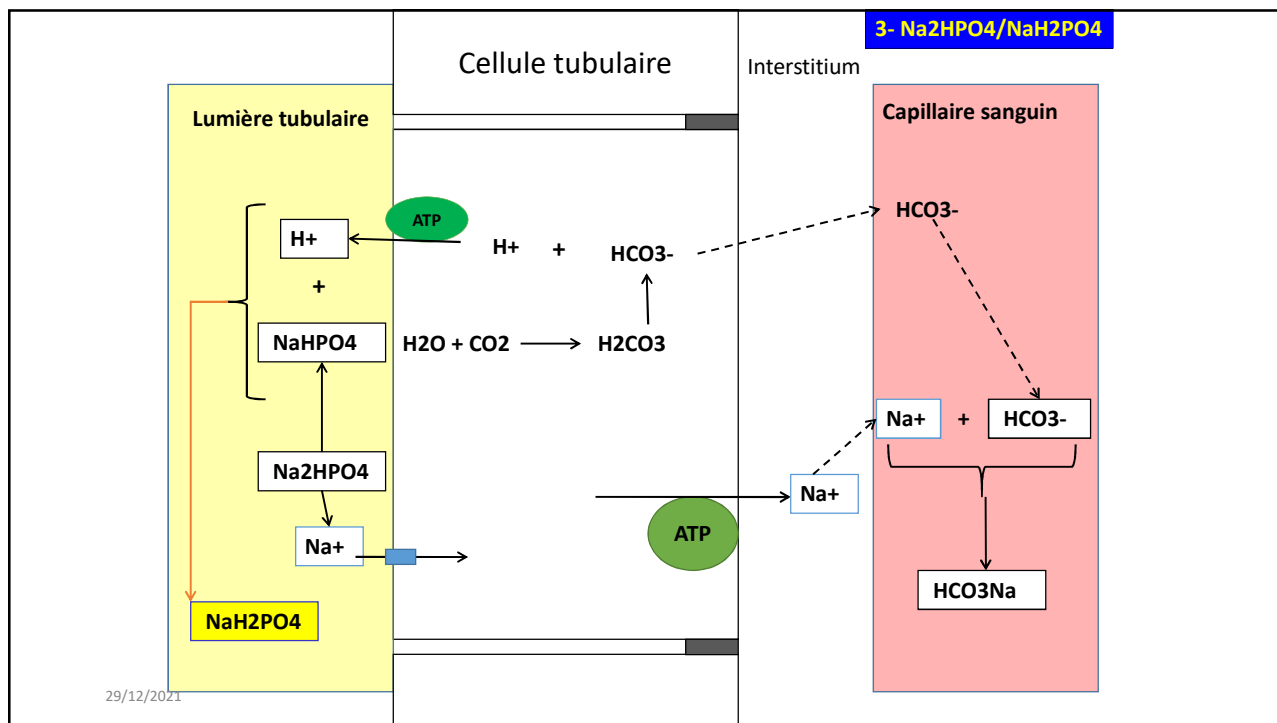 3- Na2HPO4/NaH2PO4
Cellule tubulaire
Interstitium
Lumière tubulaire
Capillaire sanguin
ATP
HCO3-
H+
H+ + HCO3-
+
NaHPO4
H2O + CO2
H2CO3
Na+ + HCO3-
Na2HPO4
Na+
ATP
Na+
HCO3Na
NaH2PO4
29/12/2021